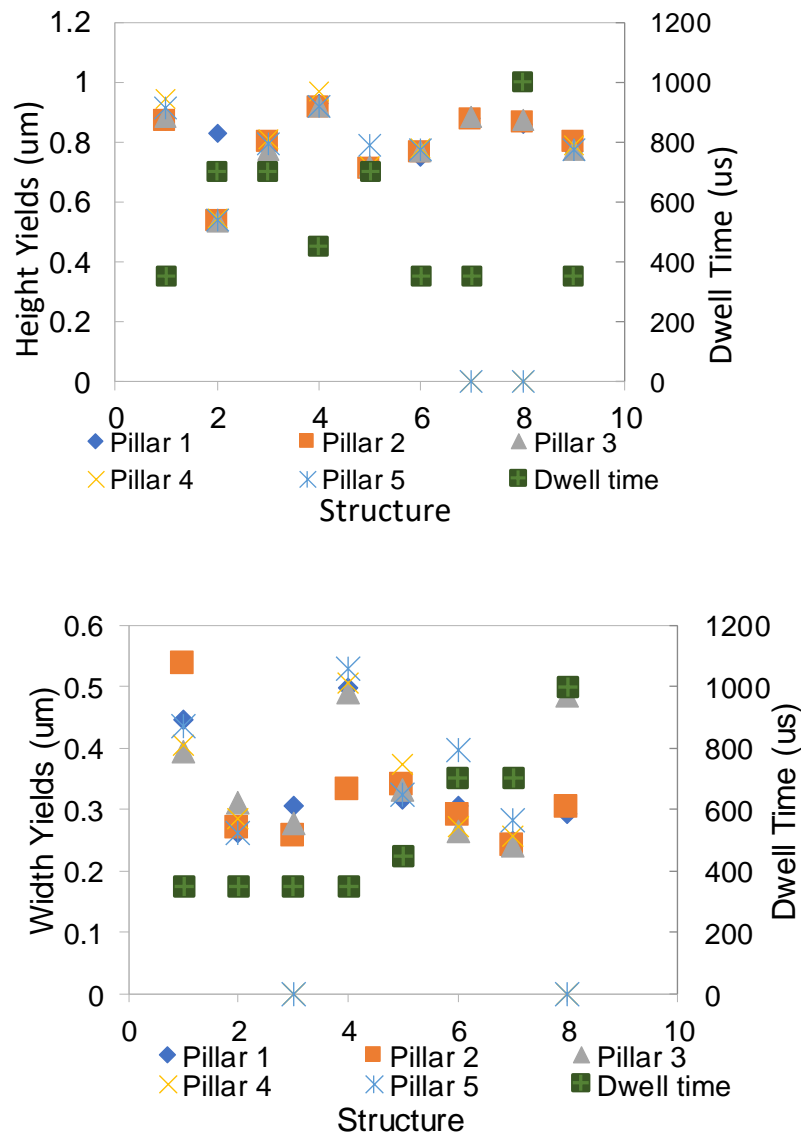 1.2
1
0.8
0.6
0.4
0.2
0
Height Yields (um)
1200
1000
800
600
400
200
0
Dwell Time (us)
0 2 4 6 8 10
Pillar 1 Pillar 2 Pillar 3
Pillar 4 Pillar 5 Dwell time
Structure
0.6
0.5
0.4
0.3
0.2
0.1
0
Width Yields (um)
1200
1000
800
600
400
200
0
Dwell Time (us)
0 2 4 6 8 10
Pillar 1 Pillar 2 Pillar 3
Pillar 4 Pillar 5 Dwell time
Structure